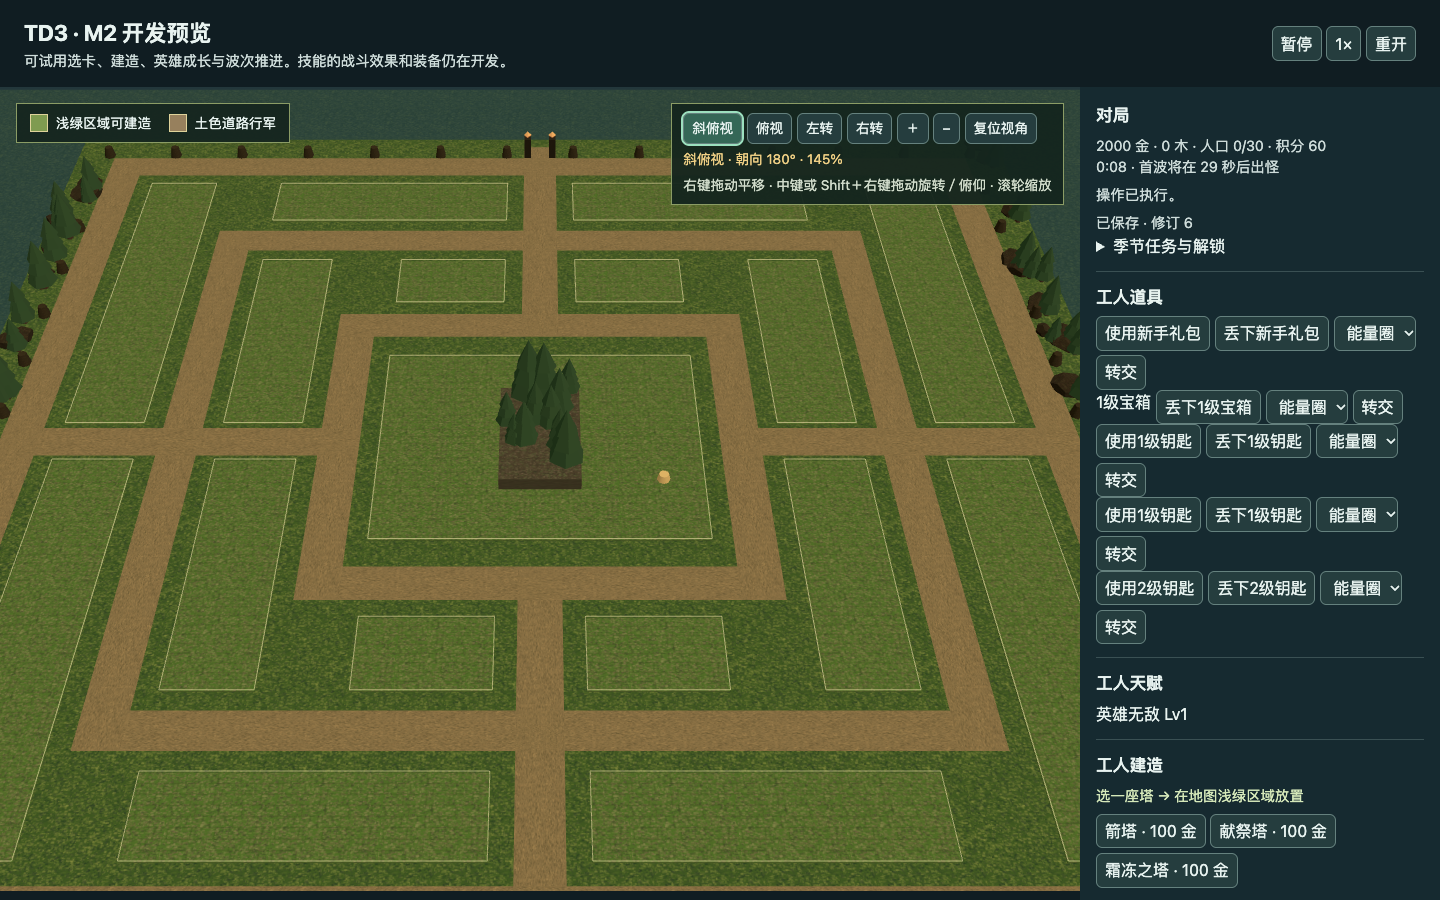 TD3 · M2 开发预览
可试用选卡、建造、英雄成长与波次推进。技能的战斗效果和装备仍在开发。
暂停 1× 重开
浅绿区域可建造 土色道路行军
斜俯视 俯视 左转 右转 + − 复位视角
斜俯视 · 朝向 180° · 145%
右键拖动平移 · 中键或 Shift＋右键拖动旋转 / 俯仰 · 滚轮缩放
对局
2000 金 · 0 木 · 人口 0/30 · 积分 60
0:08 · 首波将在 29 秒后出怪
操作已执行。
已保存 · 修订 6
季节任务与解锁
工人道具
使用新手礼包 丢下新手礼包 能量圈
转交
1级宝箱 丢下1级宝箱 能量圈 转交
使用1级钥匙 丢下1级钥匙 能量圈
转交
使用1级钥匙 丢下1级钥匙 能量圈
转交
使用2级钥匙 丢下2级钥匙 能量圈
转交
工人天赋
英雄无敌 Lv1
工人建造
选一座塔 → 在地图浅绿区域放置
箭塔 · 100 金 献祭塔 · 100 金
霜冻之塔 · 100 金